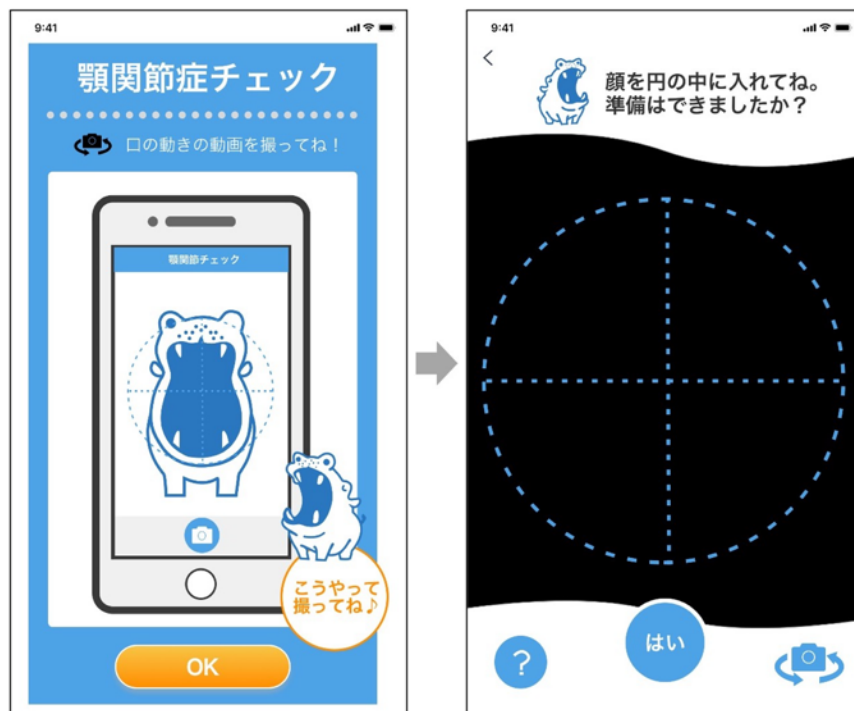 9:41
顎関節症チェック
口の動きの動画を撮ってね！
顎関節チェック
こうやって
撮ってね♪
OK
9:41
顔を円の中に入れてね。
準備はできましたか？
?
はい